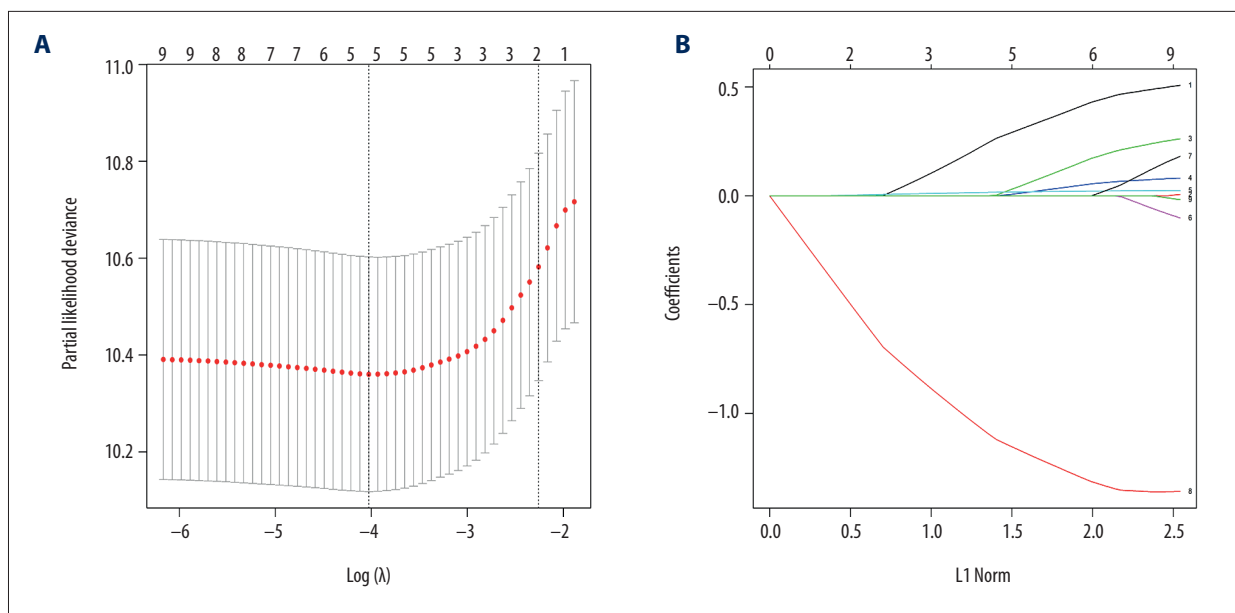 A
9 9 8 8 7 7 6 5 5 5 5 3 3 3 2 1
11.0
10.8
10.6
10.4
10.2
Partial likelihood deviance
−6 −5 −4 −3 −2
Log (λ)
B
0 2 3 5 6 9
0.5
0.0
−0.5
−1.0
Coefficients
1
3
7
4
5
9
6
8
0.0 0.5 1.0 1.5 2.0 2.5
L1 Norm